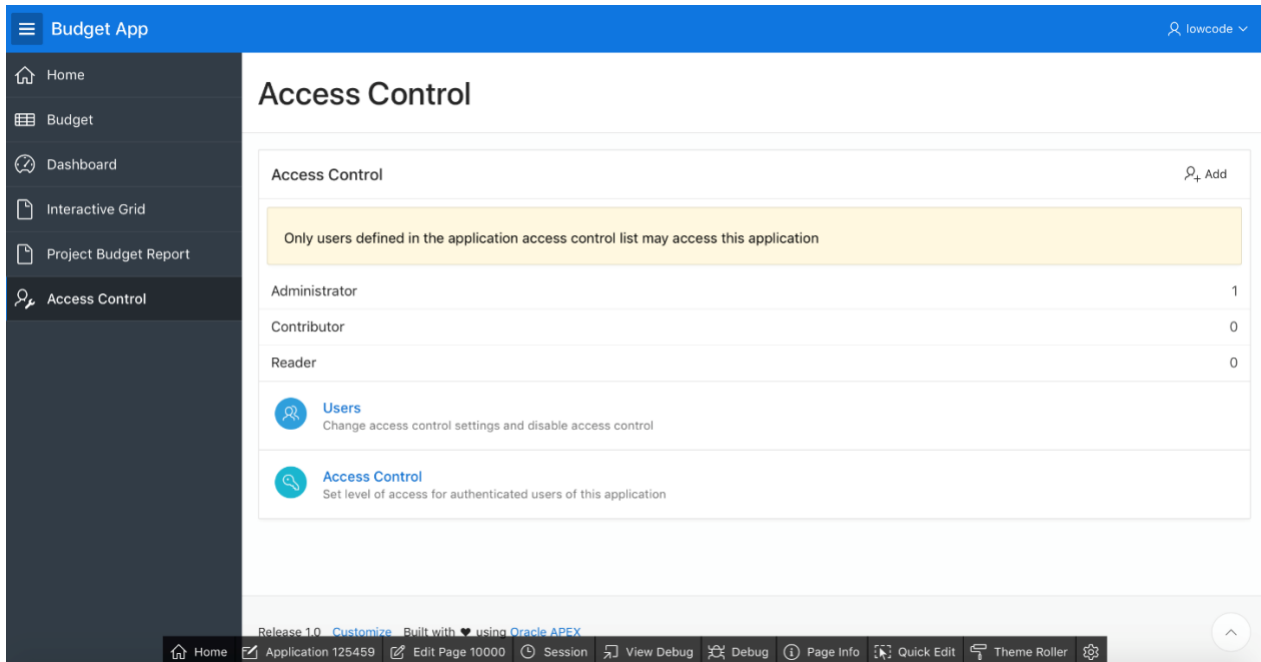 Budget App
lowcode
Home
Budget
Dashboard
Interactive Grid
Project Budget Report
Access Control
Access Control
Access Control
Add
Only users defined in the application access control list may access this application
Administrator 1
Contributor 0
Reader 0
Users
Change access control settings and disable access control
Access Control
Set level of access for authenticated users of this application
Release 1.0 Customize Built with ♥ using Oracle APEX
Home Application 125459 Edit Page 10000 Session View Debug Debug Page Info Quick Edit Theme Roller